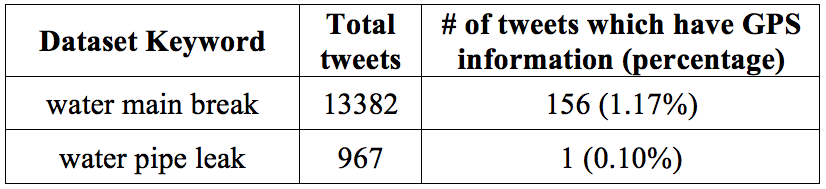 Dataset Keyword
Total tweets
# of tweets which have GPS information (percentage)
water main break 13382 156 (1.17%)
water pipe leak 967 1 (0.10%)